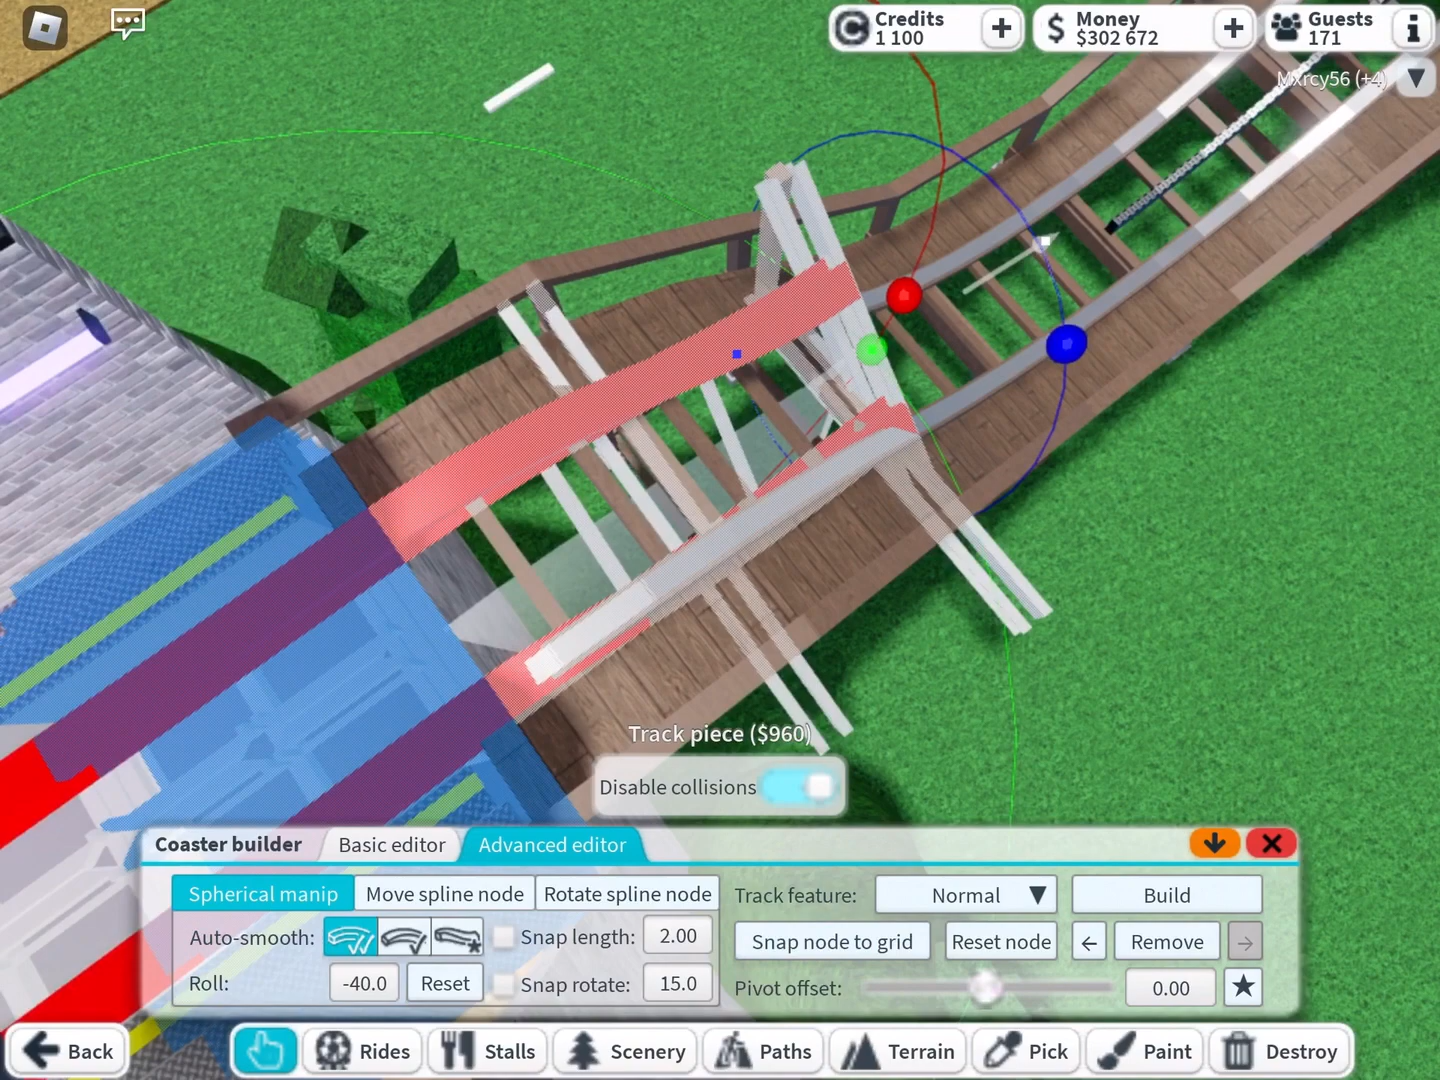 Credits
1 100
+
Money
$302 672
+
Guests
171
Mxrcy56 (+4)
Track piece ($960)
Disable collisions
Coaster builder
Basic editor
Advanced editor
Spherical manip
Move spline node
Rotate spline node
Track feature:
Normal
Build
Auto-smooth:
Snap length:
2.00
Snap node to grid
Reset node
Remove
Roll:
-40.0
Reset
Snap rotate:
15.0
Pivot offset:
0.00
Back
Rides
Stalls
Scenery
Paths
Terrain
Pick
Paint
Destroy